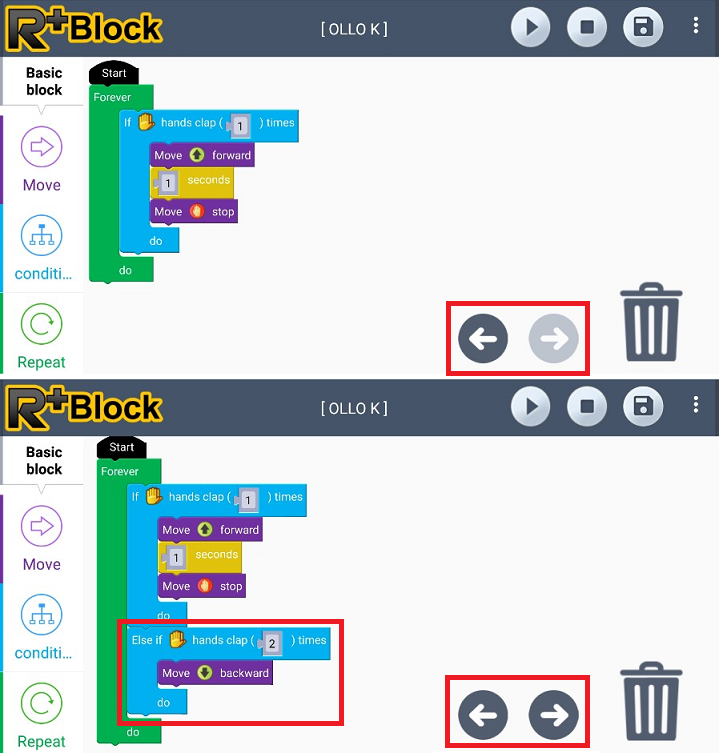 R+Block
[ OLLO K ]
Basic
block
Start
Forever
If hands clap ( 1 ) times
Move forward
1 seconds
Move stop
do
do
Move
conditi...
Repeat
R+Block
[ OLLO K ]
Basic
block
Start
Forever
If hands clap ( 1 ) times
Move forward
1 seconds
Move stop
do
Else if hands clap ( 2 ) times
Move backward
do
do
Move
conditi...
Repeat